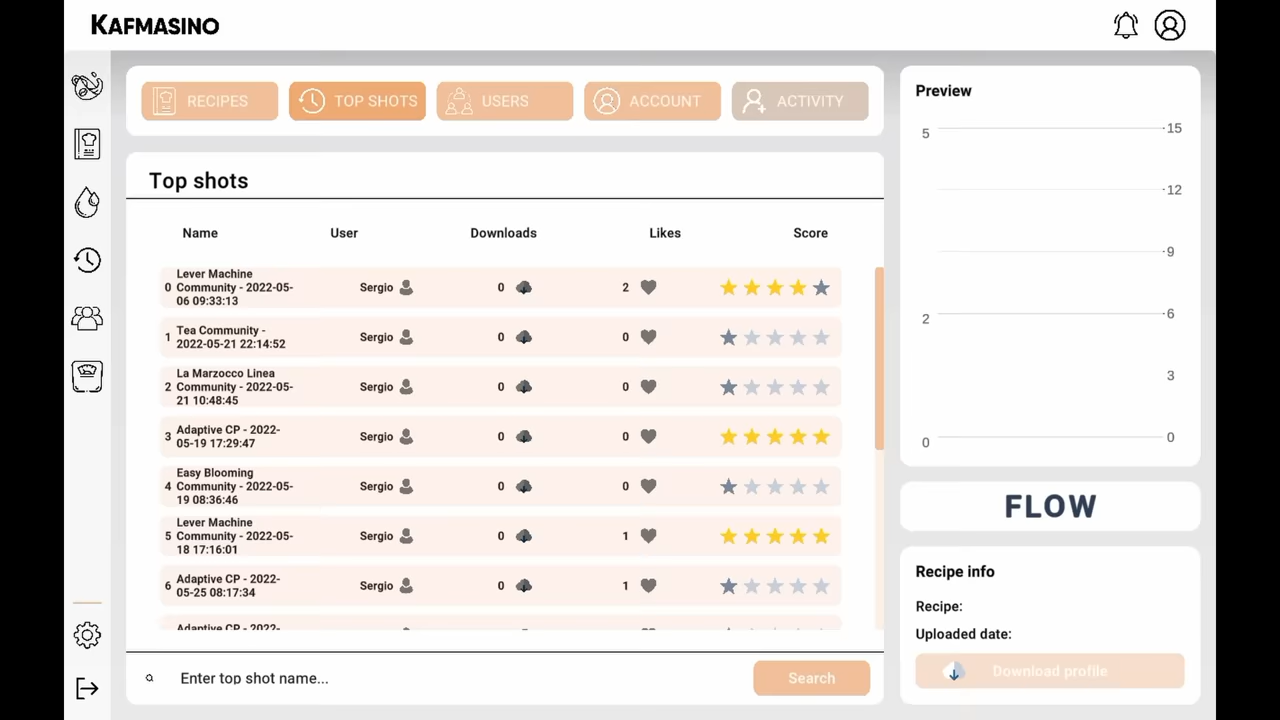 KAFMASINO
RECIPES
TOP SHOTS
USERS
ACCOUNT
ACTIVITY
Top shots
Name User Downloads Likes Score
0 Lever Machine
Community - 2022-05-
06 09:33:13
Sergio 0 2
1 Tea Community -
2022-05-21 22:14:52
Sergio 0 0
2 La Marzocco Linea
Community - 2022-05-
21 10:48:45
Sergio 0 0
3 Adaptive CP - 2022-
05-19 17:29:47
Sergio 0 0
4 Easy Blooming
Community - 2022-05-
19 08:36:46
Sergio 0 0
5 Lever Machine
Community - 2022-05-
18 17:16:01
Sergio 0 1
6 Adaptive CP - 2022-
05-25 08:17:34
Sergio 0 1
Adaptive CP - 2022-
Enter top shot name...
Search
Preview
5
2
0
15
12
9
6
3
0
FLOW
Recipe info
Recipe:
Uploaded date:
Download profile